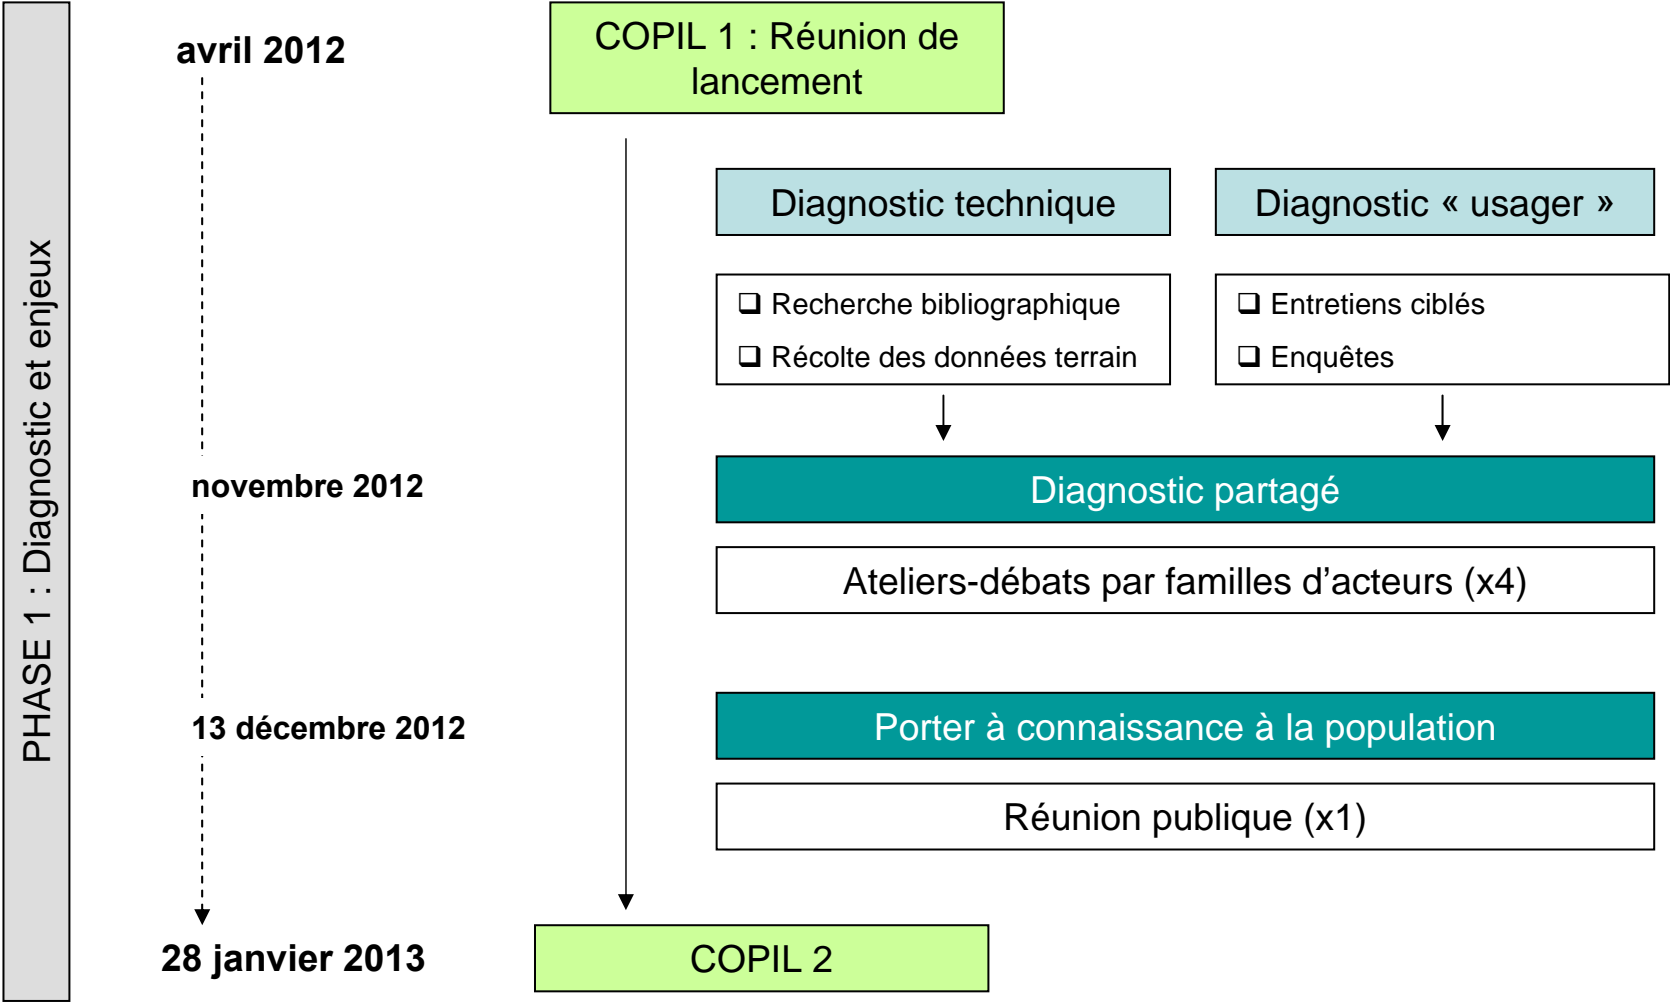 PHASE 1 : Diagnostic et enjeux
avril 2012
COPIL 1 : Réunion de
lancement
Diagnostic technique
Diagnostic « usager »
❑ Recherche bibliographique
❑ Récolte des données terrain
❑ Entretiens ciblés
❑ Enquêtes
novembre 2012
Diagnostic partagé
Ateliers-débats par familles d’acteurs (x4)
13 décembre 2012
Porter à connaissance à la population
Réunion publique (x1)
28 janvier 2013
COPIL 2